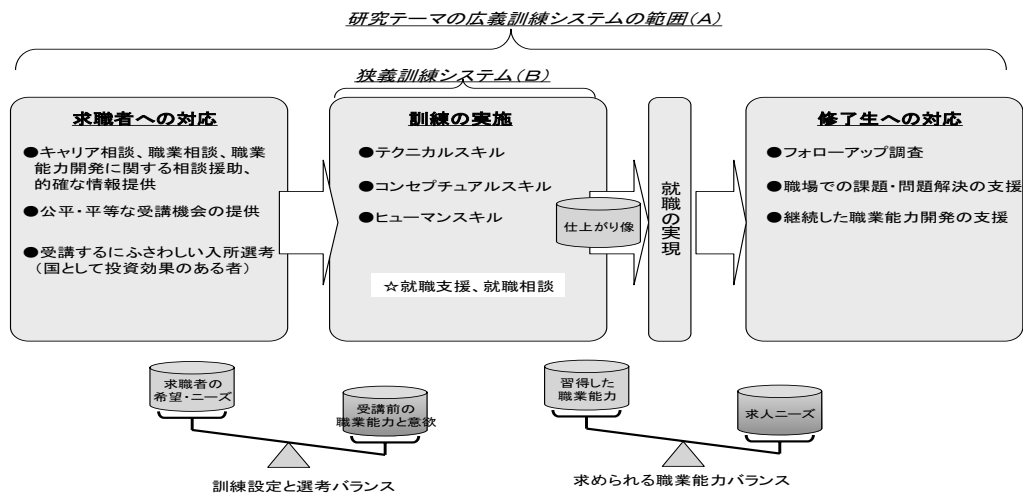 研究テーマの広義訓練システムの範囲(A)
狭義訓練システム(B)
求職者への対応
●キャリア相談、職業相談、職業
能力開発に関する相談援助、
的確な情報提供
●公平・平等な受講機会の提供
●受講するにふさわしい入所選考
(国として投資効果のある者)
訓練の実施
●テクニカルスキル
●コンセプチュアルスキル
●ヒューマンスキル
☆就職支援、就職相談
仕上がり像
就職の実現
修了生への対応
●フォローアップ調査
●職場での課題・問題解決の支援
●継続した職業能力開発の支援
求職者の
希望・ニーズ
受講前の
職業能力と意欲
訓練設定と選考バランス
習得した
職業能力
求人ニーズ
求められる職業能力バランス